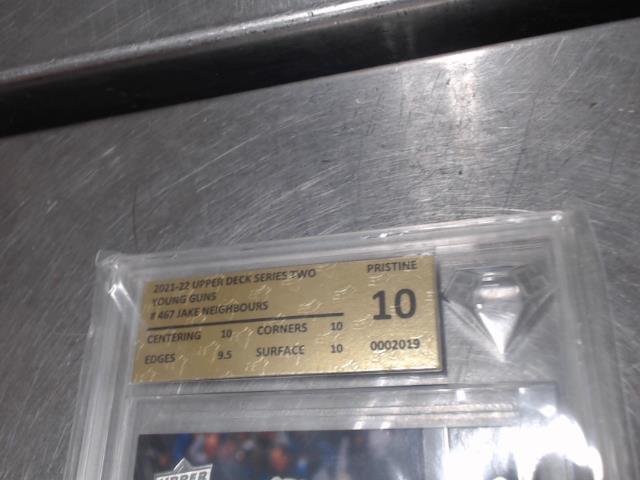 2021-22 UPPER DECK SERIES TWO
PRISTINE
YOUNG GUNS
# 467 JAKE NEIGHBOURS
10
CENTERING 10 CORNERS 10
EDGES 9.5 SURFACE 10
0002019
UPPER